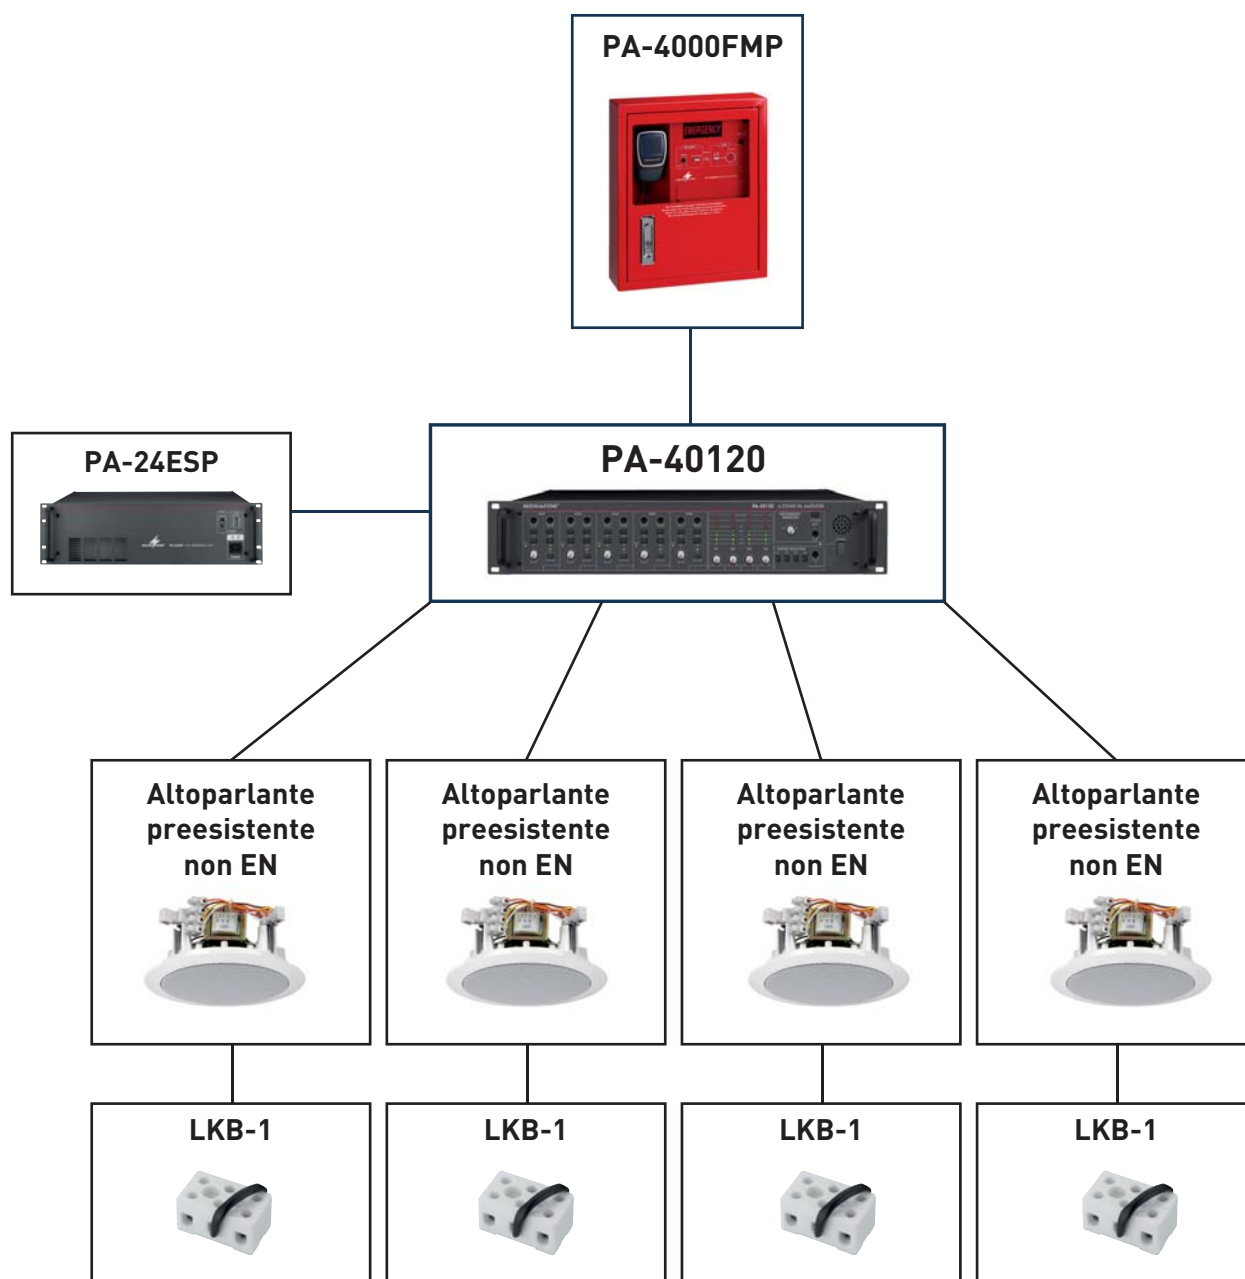 PA-4000FMP
EMERGENCY
PA-24ESP
PA-40120
Altoparlante
preesistente
non EN
Altoparlante
preesistente
non EN
Altoparlante
preesistente
non EN
Altoparlante
preesistente
non EN
LKB-1
LKB-1
LKB-1
LKB-1